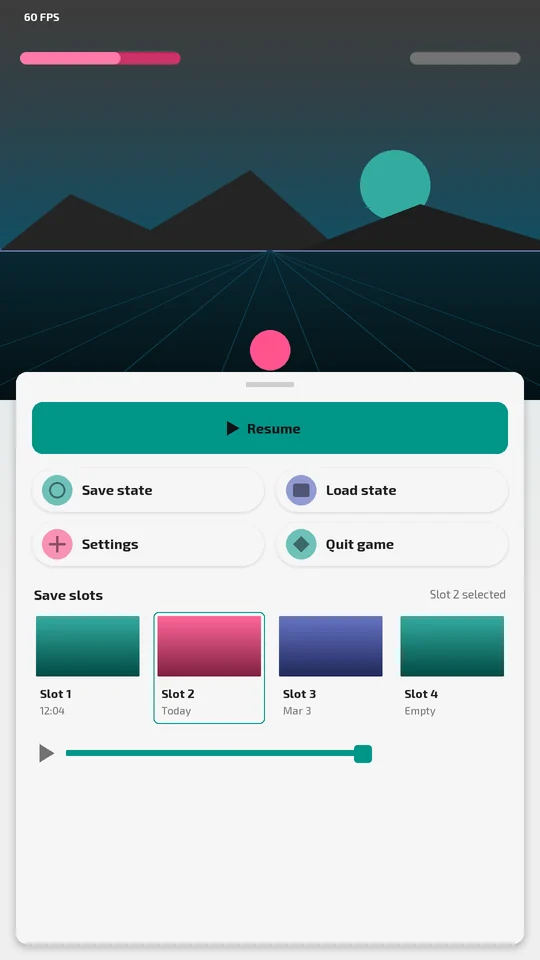 60 FPS
Resume
Save state
Load state
Settings
Quit game
Save slots
Slot 2 selected
Slot 1
12:04
Slot 2
Today
Slot 3
Mar 3
Slot 4
Empty